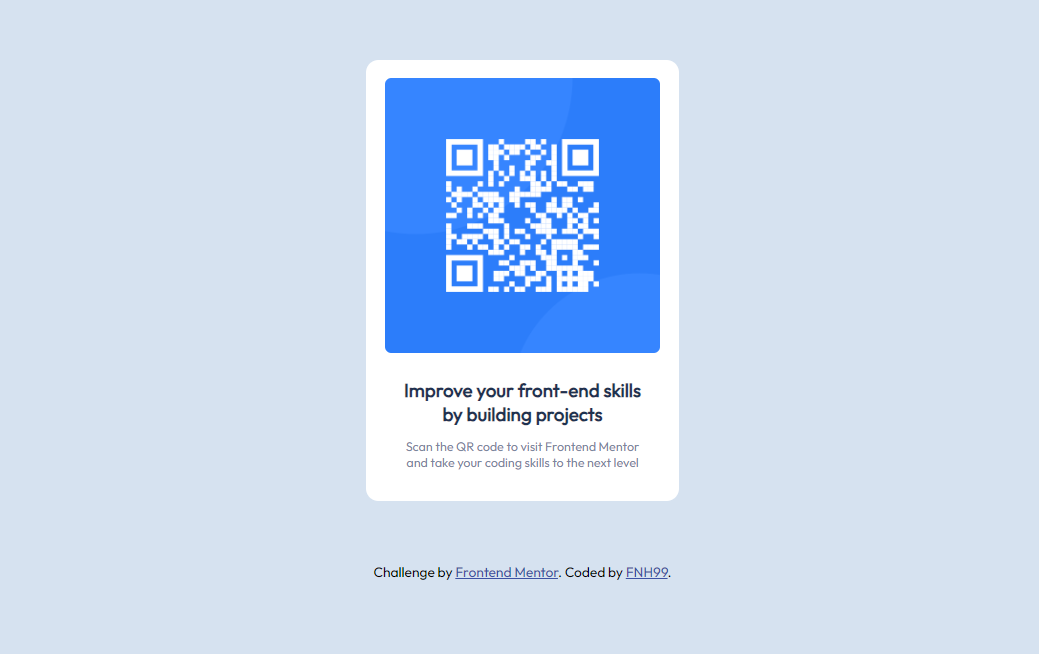 Improve your front-end skills
by building projects
Scan the QR code to visit Frontend Mentor
and take your coding skills to the next level
Challenge by Frontend Mentor. Coded by FNH99.